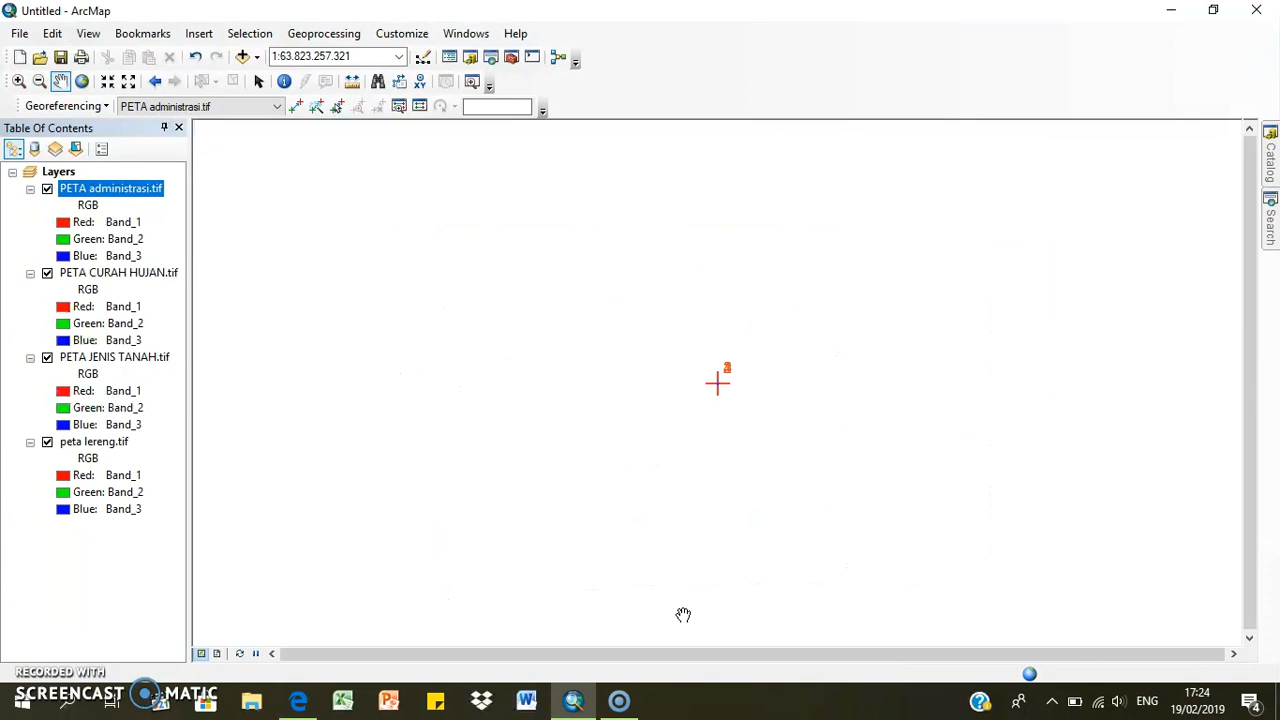 Untitled - ArcMap
File Edit View Bookmarks Insert Selection Geoprocessing Customize Windows Help
1:63.823.257.321
Georeferencing PETA administrasi.tif
Table Of Contents
Layers
PETA administrasi.tif
RGB
Red: Band_1
Green: Band_2
Blue: Band_3
PETA CURAH HUJAN.tif
RGB
Red: Band_1
Green: Band_2
Blue: Band_3
PETA JENIS TANAH.tif
RGB
Red: Band_1
Green: Band_2
Blue: Band_3
peta lereng.tif
RGB
Red: Band_1
Green: Band_2
Blue: Band_3
Catalog
Search
RECORDED WITH
SCREENCAST MATIC
ENG
17:24
19/02/2019
4